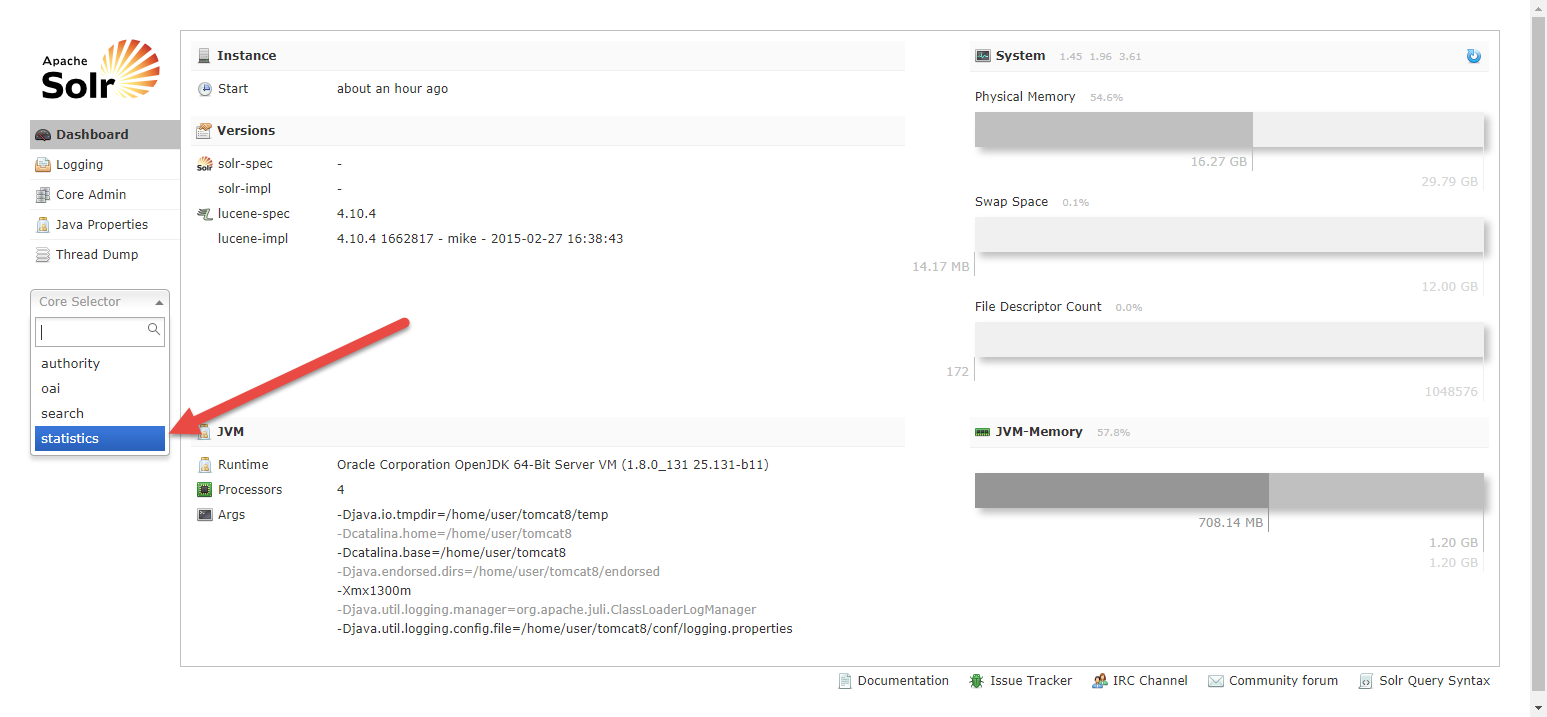 Apache
Solr
Dashboard
Logging
Core Admin
Java Properties
Thread Dump
Core Selector
authority
oai
search
statistics
Instance
Start about an hour ago
Versions
solr-spec -
solr-impl -
lucene-spec 4.10.4
lucene-impl 4.10.4 1662817 - mike - 2015-02-27 16:38:43
JVM
Runtime Oracle Corporation OpenJDK 64-Bit Server VM (1.8.0_131 25.131-b11)
Processors 4
Args -Djava.io.tmpdir=/home/user/tomcat8/temp
-Dcatalina.home=/home/user/tomcat8
-Dcatalina.base=/home/user/tomcat8
-Djava.endorsed.dirs=/home/user/tomcat8/endorsed
-Xmx1300m
-Djava.util.logging.manager=org.apache.juli.ClassLoaderLogManager
-Djava.util.logging.config.file=/home/user/tomcat8/conf/logging.properties
System 1.45 1.96 3.61
Physical Memory 54.6%
16.27 GB
29.79 GB
Swap Space 0.1%
14.17 MB
12.00 GB
File Descriptor Count 0.0%
172
1048576
JVM-Memory 57.8%
708.14 MB
1.20 GB
1.20 GB
Documentation Issue Tracker IRC Channel Community forum Solr Query Syntax